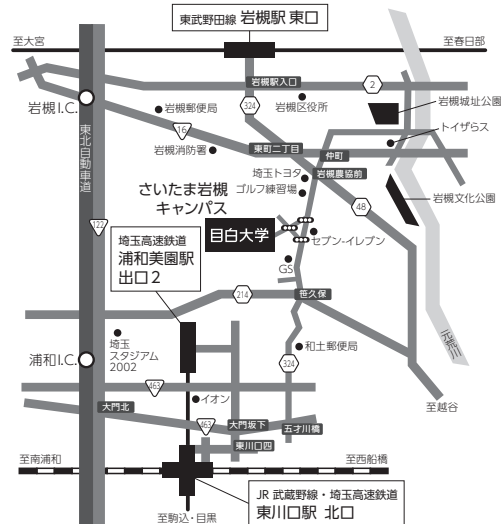 東武野田線 岩槻駅 東口
至大宮
至春日部
岩槻駅入口
2
岩槻I.C.
岩槻郵便局
324
岩槻区役所
岩槻城址公園
16
トイザらス
東北自動車道
岩槻消防署
東町二丁目
仲町
埼玉トヨタ
岩槻農協前
ゴルフ練習場
さいたま岩槻
キャンパス
岩槻文化公園
48
目白大学
セブン-イレブン
122
埼玉高速鉄道
浦和美園駅
出口2
GS
214
笹久保
元荒川
埼玉
スタジアム
2002
和土郵便局
浦和I.C.
324
463
イオン
至越谷
大門北
463
大門坂下
五才川橋
東川口四
至南浦和
至西船橋
JR 武蔵野線・埼玉高速鉄道
東川口駅 北口
至駒込・目黒